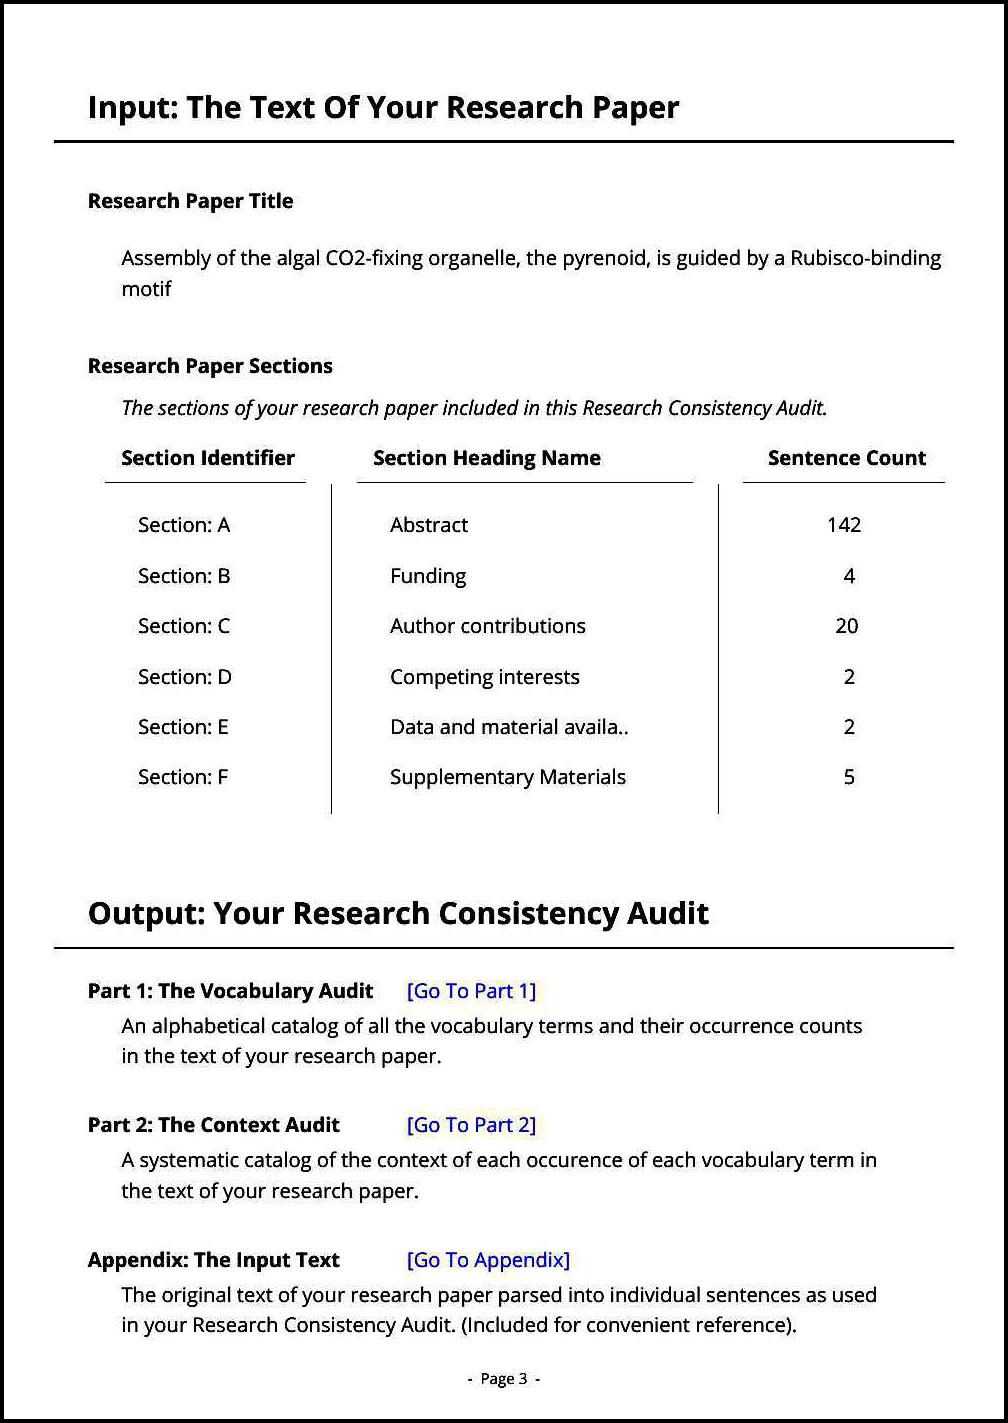 Input: The Text Of Your Research Paper
Research Paper Title
Assembly of the algal CO2-fixing organelle, the pyrenoid, is guided by a Rubisco-binding
motif
Research Paper Sections
The sections of your research paper included in this Research Consistency Audit.
Section Identifier Section Heading Name Sentence Count
Section: A Abstract 142
Section: B Funding 4
Section: C Author contributions 20
Section: D Competing interests 2
Section: E Data and material availa.. 2
Section: F Supplementary Materials 5
Output: Your Research Consistency Audit
Part 1: The Vocabulary Audit [Go To Part 1]
An alphabetical catalog of all the vocabulary terms and their occurrence counts
in the text of your research paper.
Part 2: The Context Audit [Go To Part 2]
A systematic catalog of the context of each occurence of each vocabulary term in
the text of your research paper.
Appendix: The Input Text [Go To Appendix]
The original text of your research paper parsed into individual sentences as used
in your Research Consistency Audit. (Included for convenient reference).
- Page 3 -